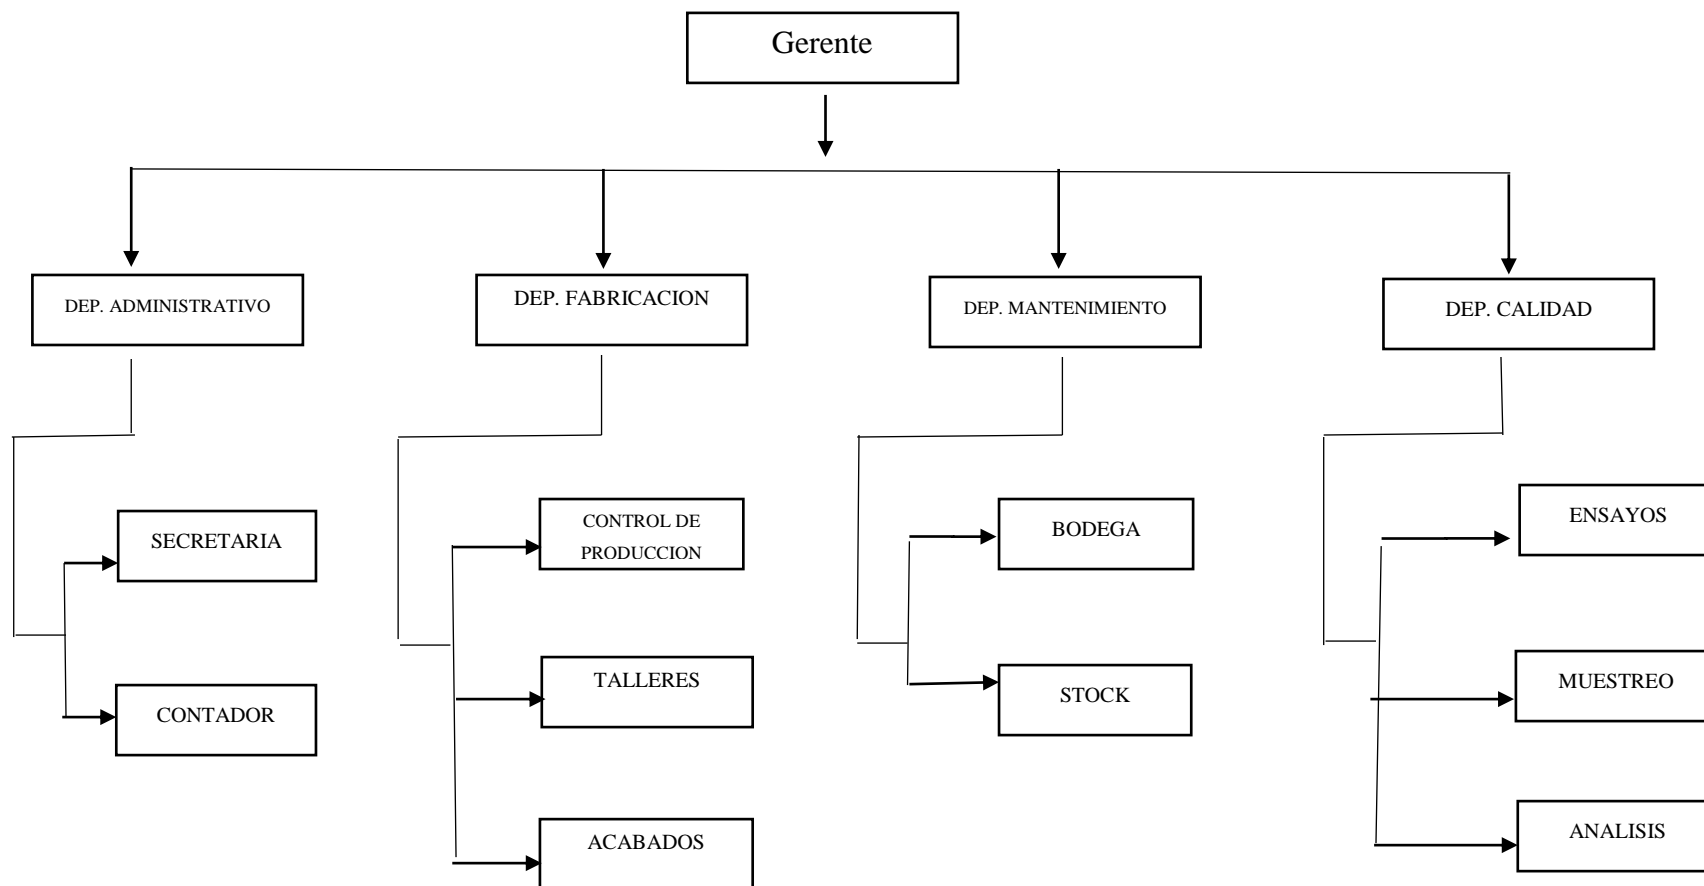 Gerente
DEP. ADMINISTRATIVO
DEP. FABRICACION
DEP. MANTENIMIENTO
DEP. CALIDAD
SECRETARIA
CONTADOR
CONTROL DE
PRODUCCION
TALLERES
ACABADOS
BODEGA
STOCK
ENSAYOS
MUESTREO
ANALISIS